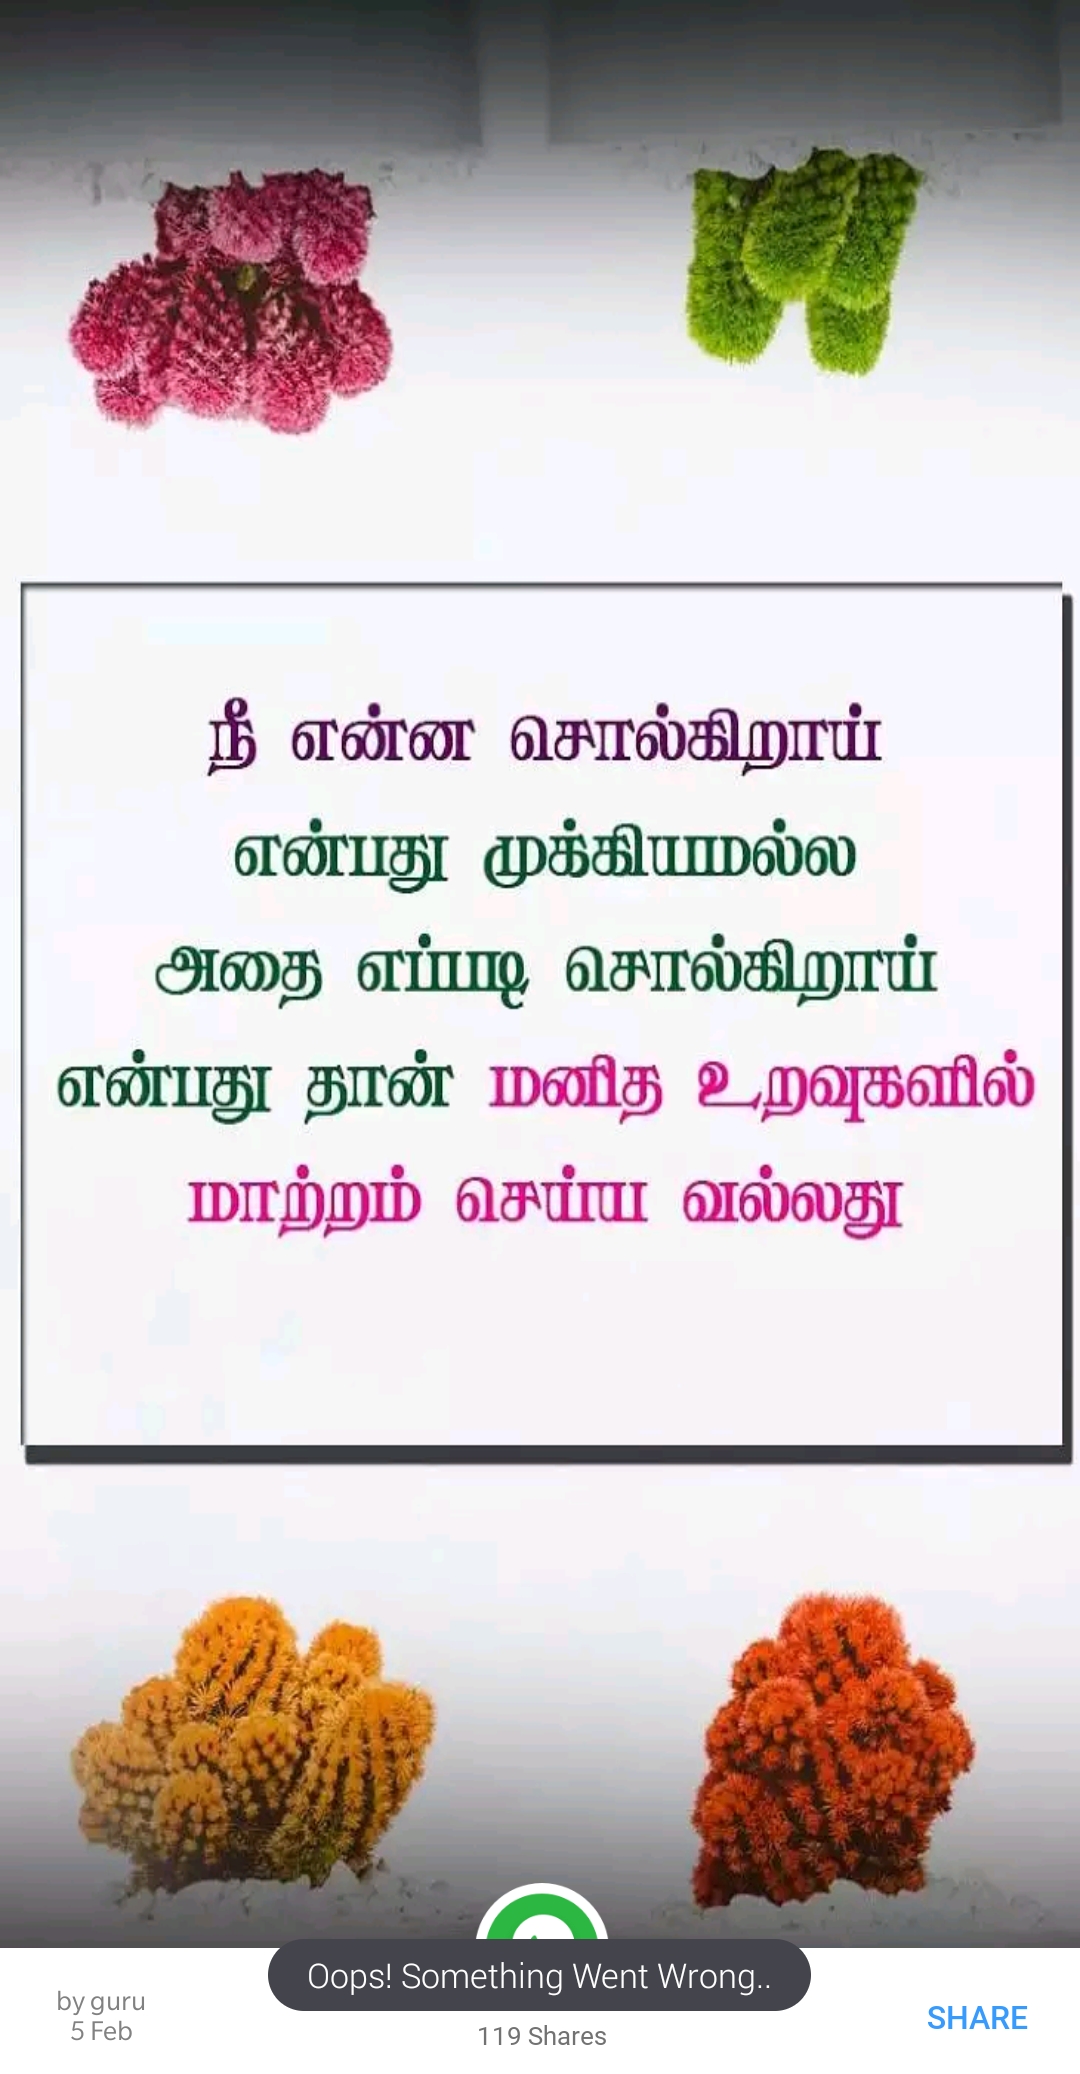 நீ என்ன சொல்கிறாய்
என்பது முக்கியமல்ல
அதை எப்படி சொல்கிறாய்
என்பது தான் மனித உறவுகளில்
மாற்றம் செய்ய வல்லது
Oops! Something Went Wrong..
by guru
5 Feb
119 Shares
SHARE